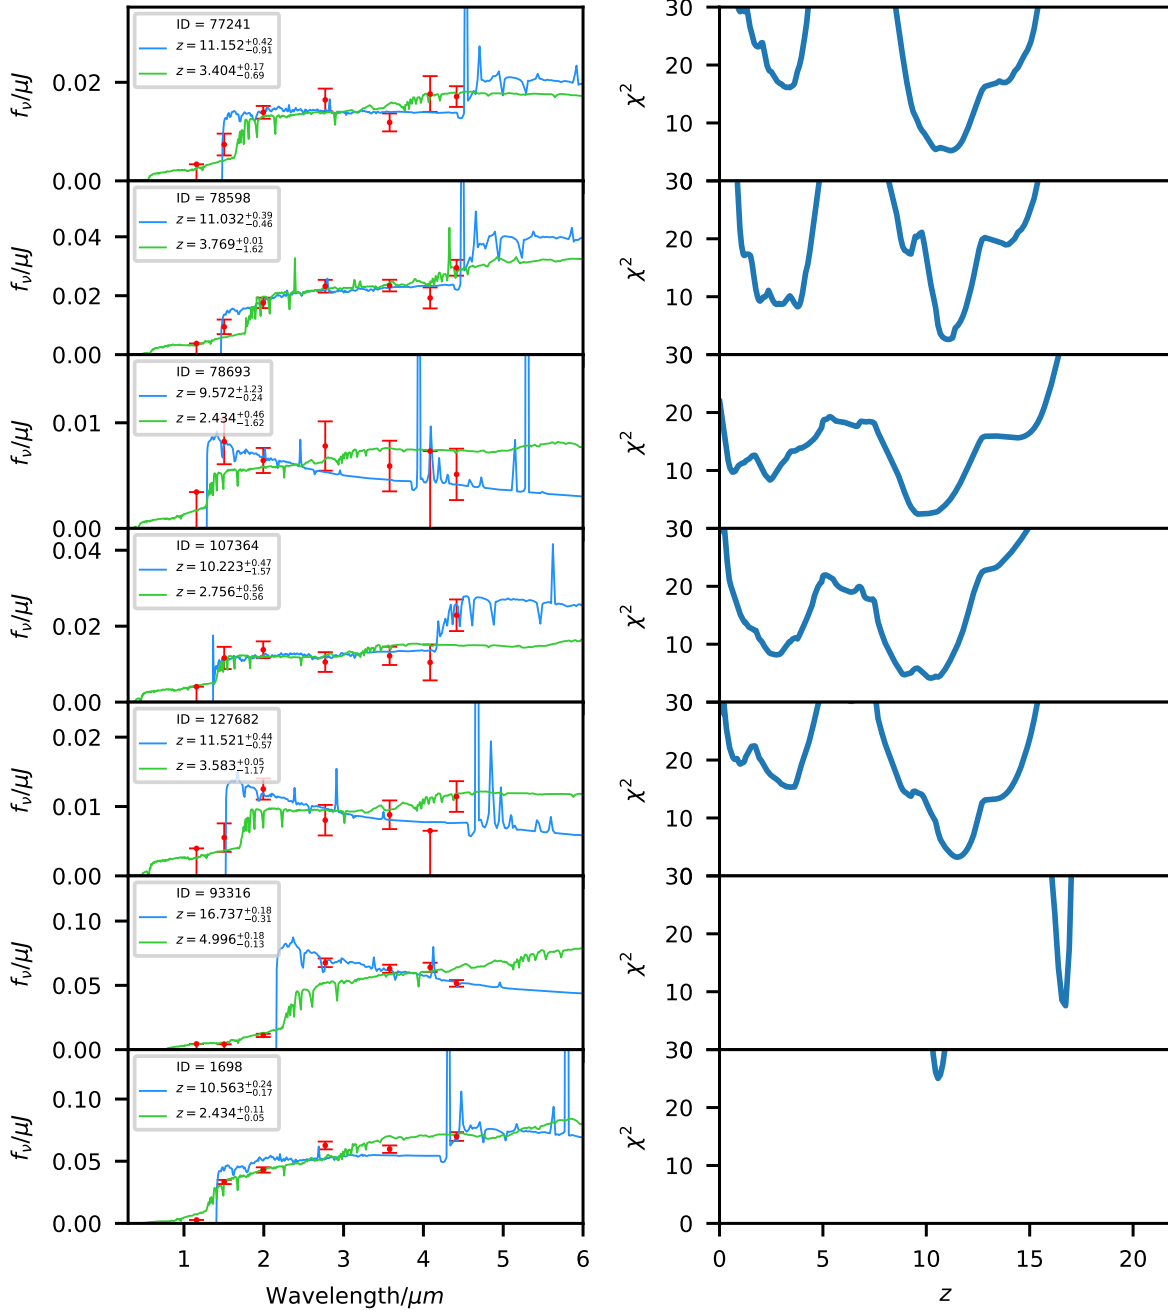 ID = 77241
z = 11.152 +0.42 −0.91
z = 3.404 +0.17 −0.69
0.02
0.00
fν/μJ
30
20
10
0
χ²
ID = 78598
z = 11.032 +0.39 −0.46
z = 3.769 +0.01 −1.62
0.04
0.02
0.00
fν/μJ
30
20
10
0
χ²
ID = 78693
z = 9.572 +1.23 −0.24
z = 2.434 +0.46 −1.62
0.01
0.00
fν/μJ
30
20
10
0
χ²
ID = 107364
z = 10.223 +0.47 −1.57
z = 2.756 +0.56 −0.56
0.04
0.02
0.00
fν/μJ
30
20
10
0
χ²
ID = 127682
z = 11.521 +0.44 −0.57
z = 3.583 +0.05 −1.17
0.02
0.01
0.00
fν/μJ
30
20
10
0
χ²
ID = 93316
z = 16.737 +0.18 −0.31
z = 4.996 +0.18 −0.13
0.10
0.05
0.00
fν/μJ
30
20
10
0
χ²
ID = 1698
z = 10.563 +0.24 −0.17
z = 2.434 +0.11 −0.05
0.10
0.05
0.00
fν/μJ
30
20
10
0
χ²
1 2 3 4 5 6
Wavelength/μm
0 5 10 15 20
z